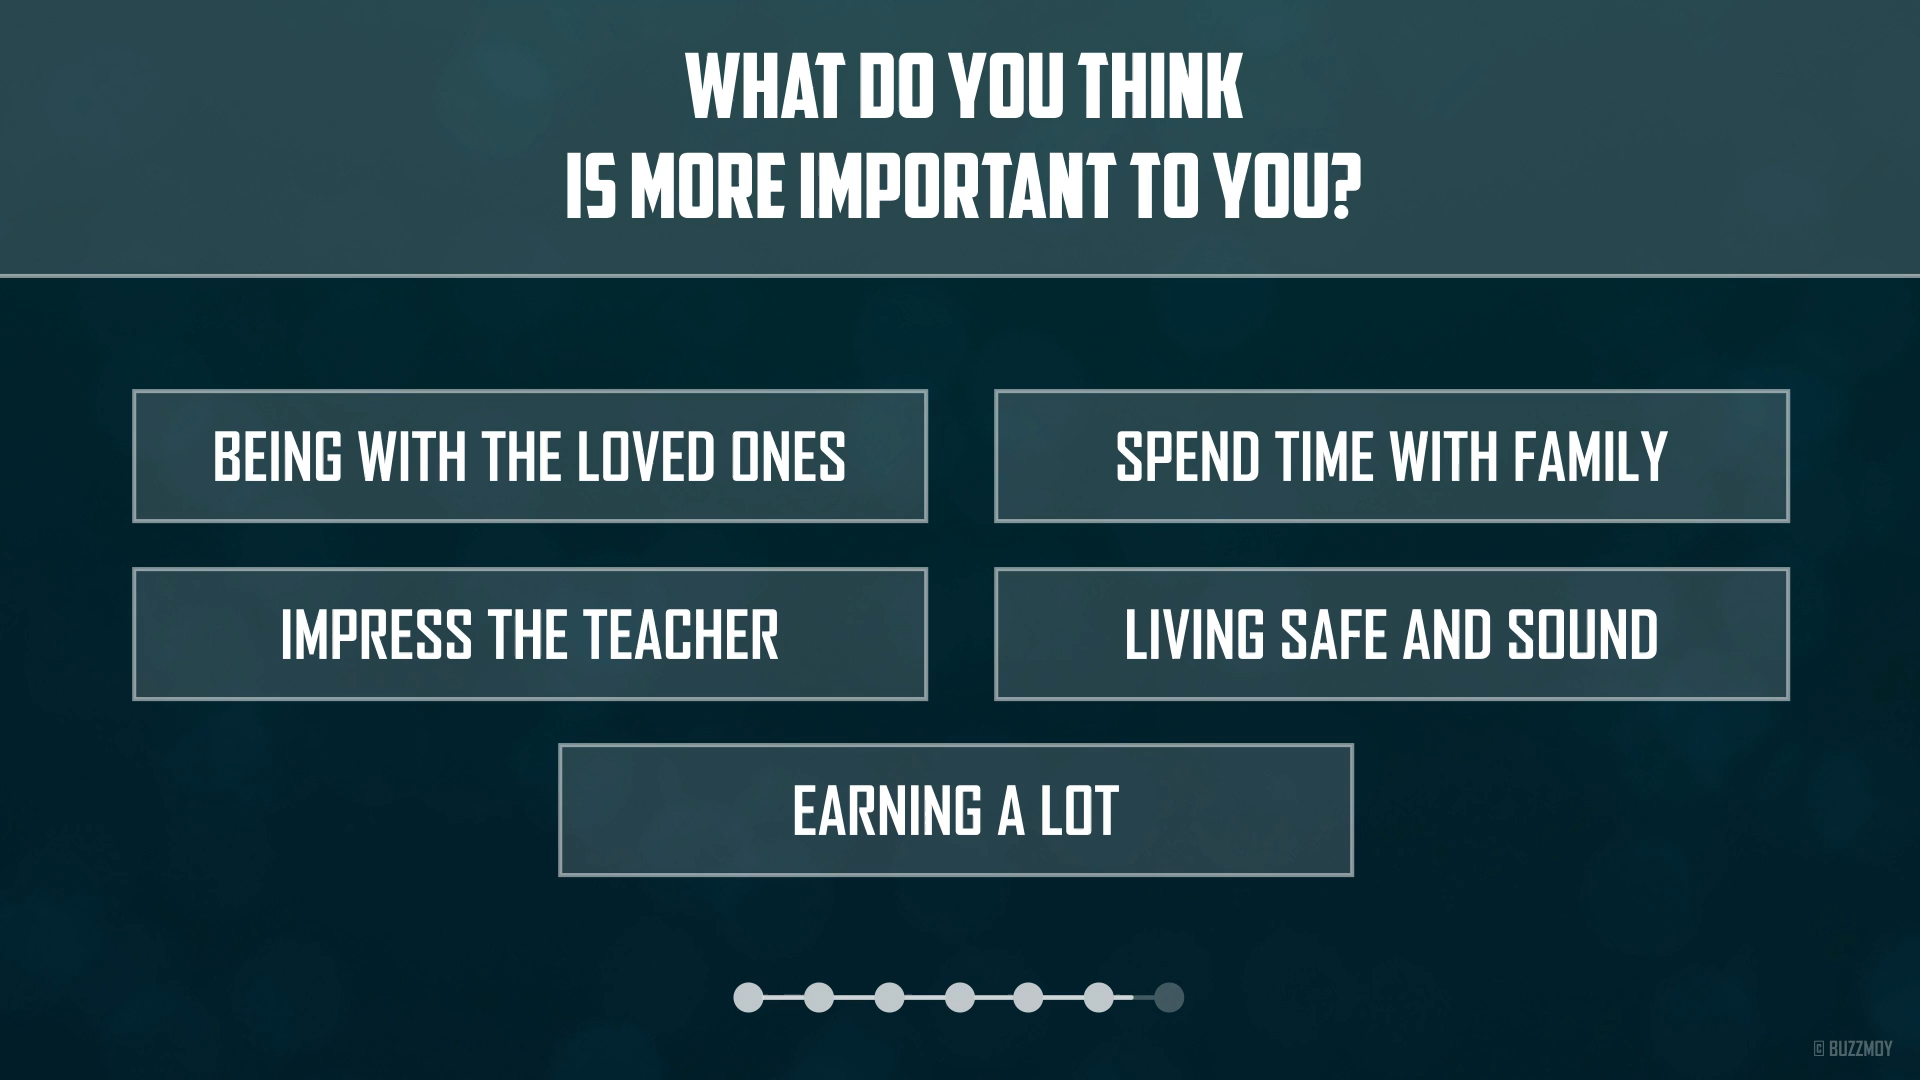 WHAT DO YOU THINK
IS MORE IMPORTANT TO YOU?
BEING WITH THE LOVED ONES
SPEND TIME WITH FAMILY
IMPRESS THE TEACHER
LIVING SAFE AND SOUND
EARNING A LOT
© BUZZMOY